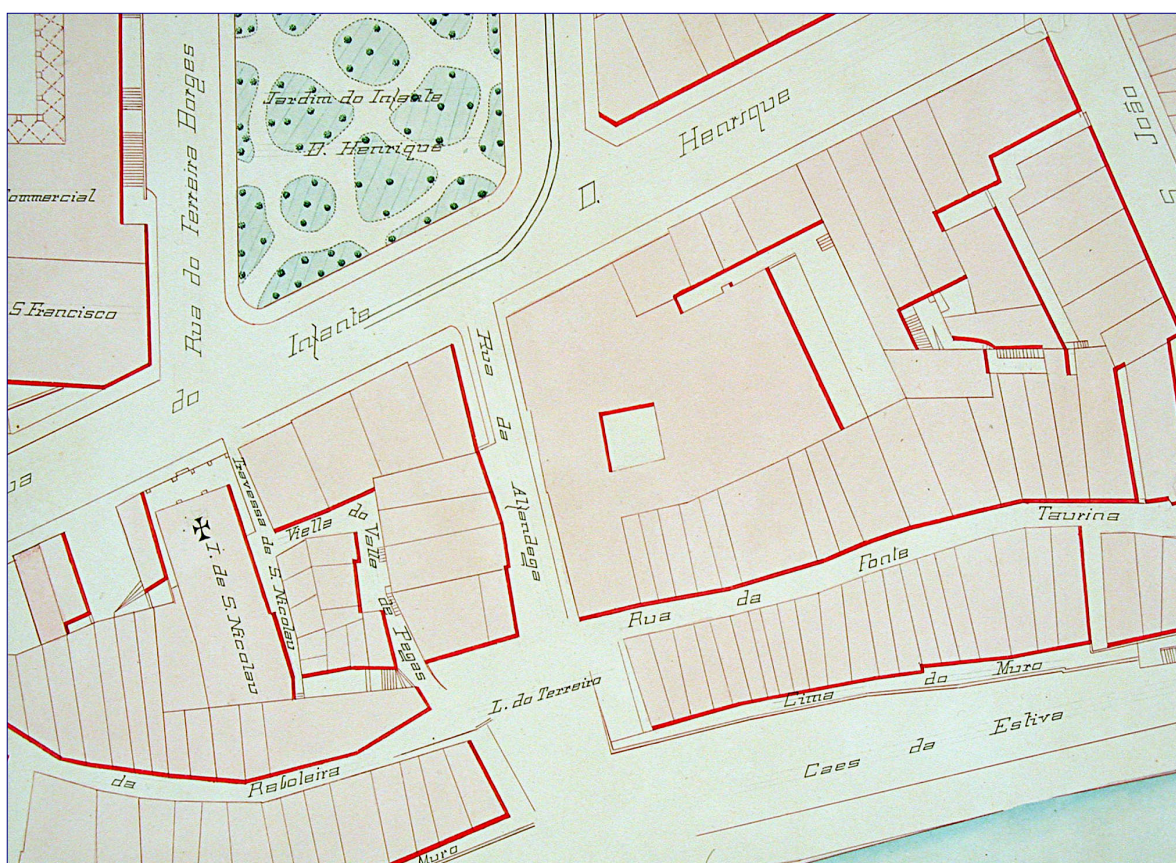 Jardim do Infante
D. Henrique
Rua do Ferreira Borges
ommercial
S. Francisco
do Infante D. Henrique
S. João
Rua da Alfandega
Travessa de S. Nicolau
Viella do Valle de Pegas
I. de S. Nicolau
L. do Terreiro
Rua da Fonte Taurina
Cima do Muro
Caes da Estiva
da Reboleira
Muro